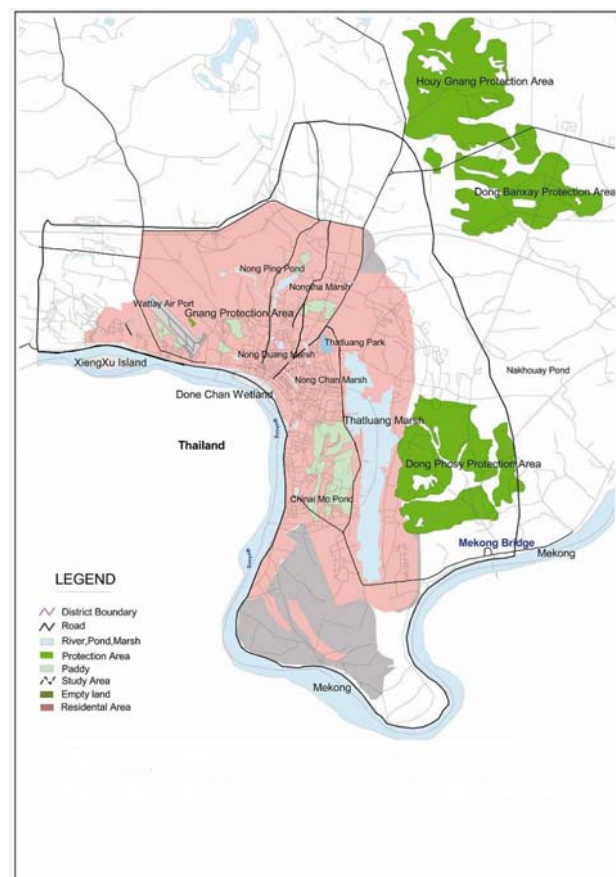 Houy Gnang Protection Area
Dong Banxay Protection Area
Nong Ping Pond
Nongtha Marsh
Wattay Air Port
Gnang Protection Area
Thatluang Park
Nong Duang Marsh
XiengXu Island
Nong Chan Marsh
Nakhouay Pond
Done Chan Wetland
Thatluang Marsh
Thailand
Mekong
Dong Phosy Protection Area
Chinai Mo Pond
Mekong Bridge
Mekong
Mekong
LEGEND
District Boundary
Road
River,Pond,Marsh
Protection Area
Paddy
Study Area
Empty land
Residental Area
Mekong